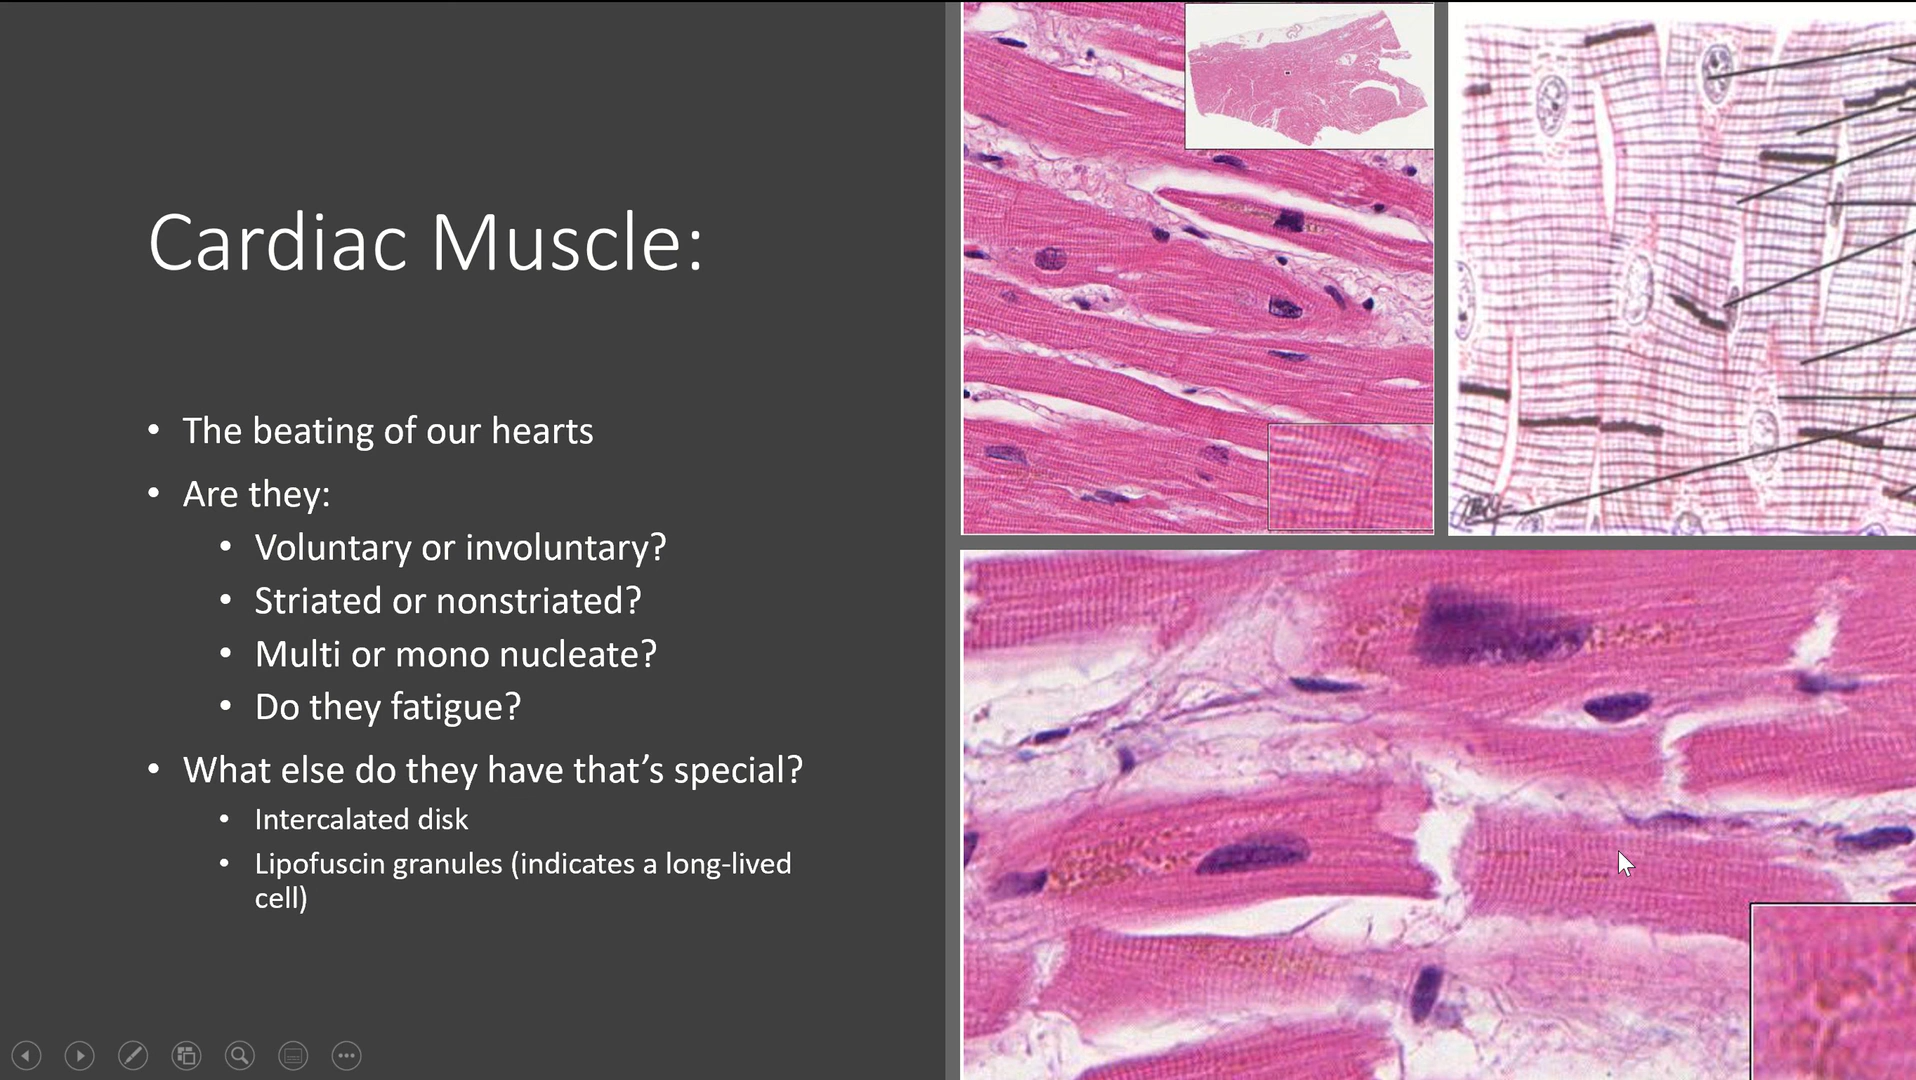 Cardiac Muscle:
• The beating of our hearts
• Are they:
• Voluntary or involuntary?
• Striated or nonstriated?
• Multi or mono nucleate?
• Do they fatigue?
• What else do they have that’s special?
• Intercalated disk
• Lipofuscin granules (indicates a long-lived
cell)